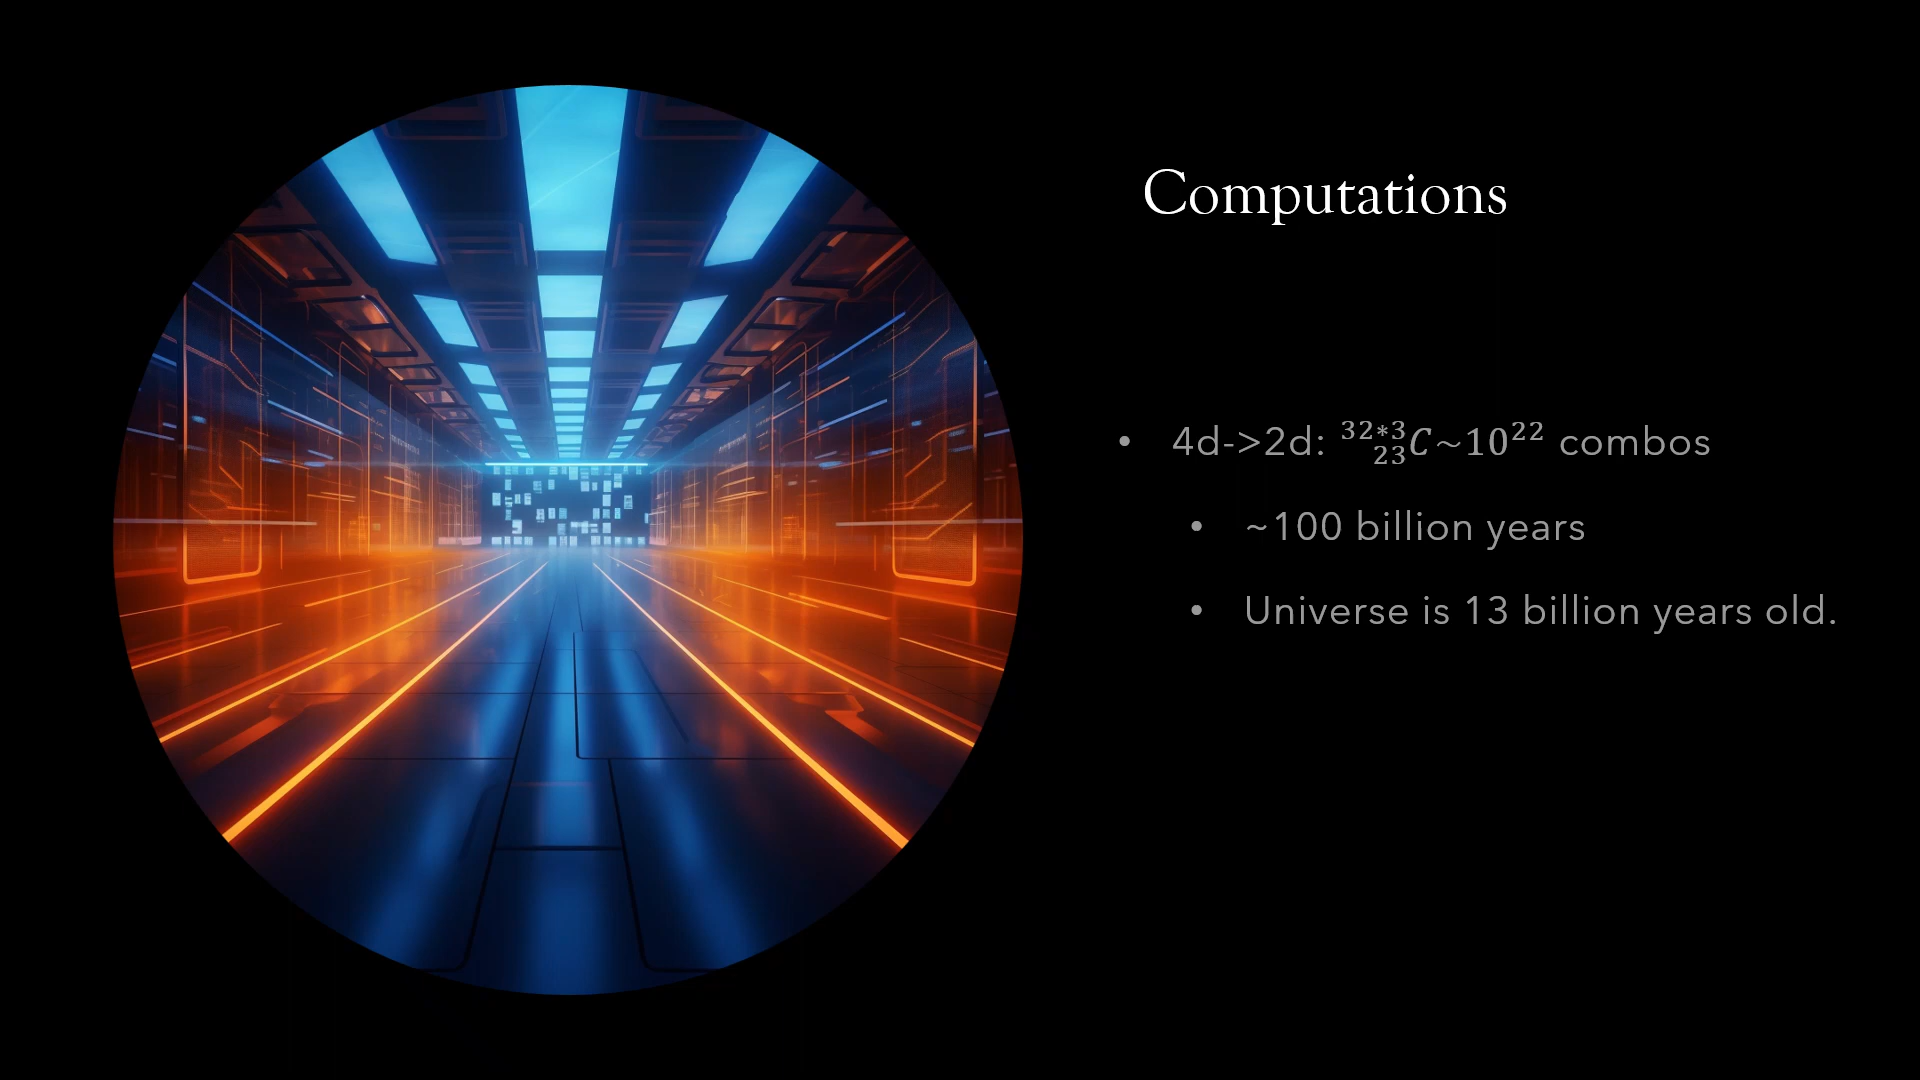 Computations
• 4d->2d: ³²*³₂₃C~10²² combos
• ~100 billion years
• Universe is 13 billion years old.